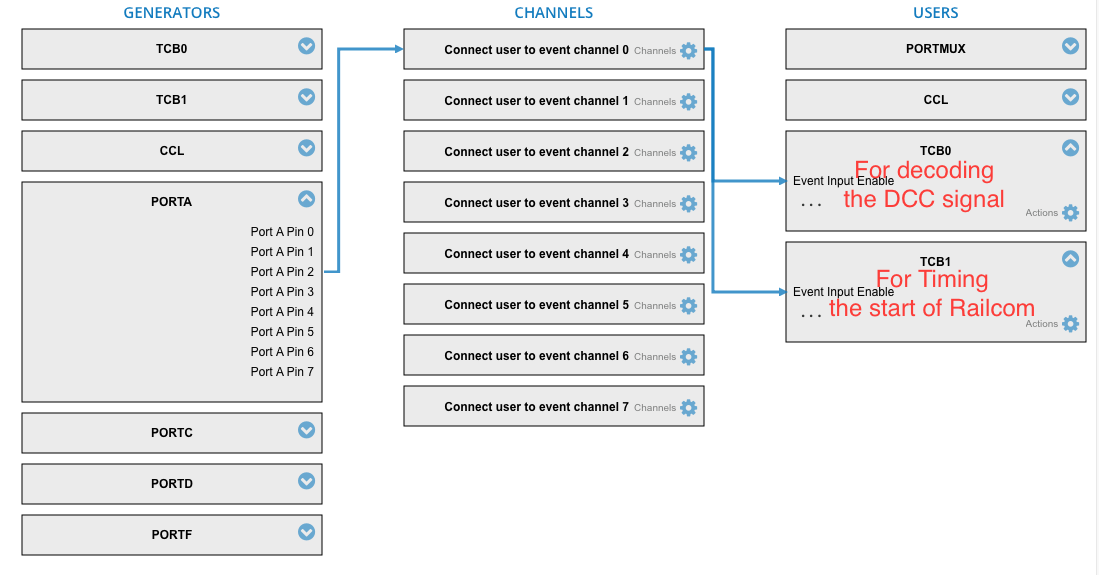 GENERATORS
CHANNELS
USERS
TCB0
TCB1
CCL
PORTA
Port A Pin 0
Port A Pin 1
Port A Pin 2
Port A Pin 3
Port A Pin 4
Port A Pin 5
Port A Pin 6
Port A Pin 7
PORTC
PORTD
PORTF
Connect user to event channel 0 Channels
Connect user to event channel 1 Channels
Connect user to event channel 2 Channels
Connect user to event channel 3 Channels
Connect user to event channel 4 Channels
Connect user to event channel 5 Channels
Connect user to event channel 6 Channels
Connect user to event channel 7 Channels
PORTMUX
CCL
TCB0
For decoding
Event Input Enable
... the DCC signal
Actions
TCB1
For Timing
Event Input Enable
... the start of Railcom
Actions